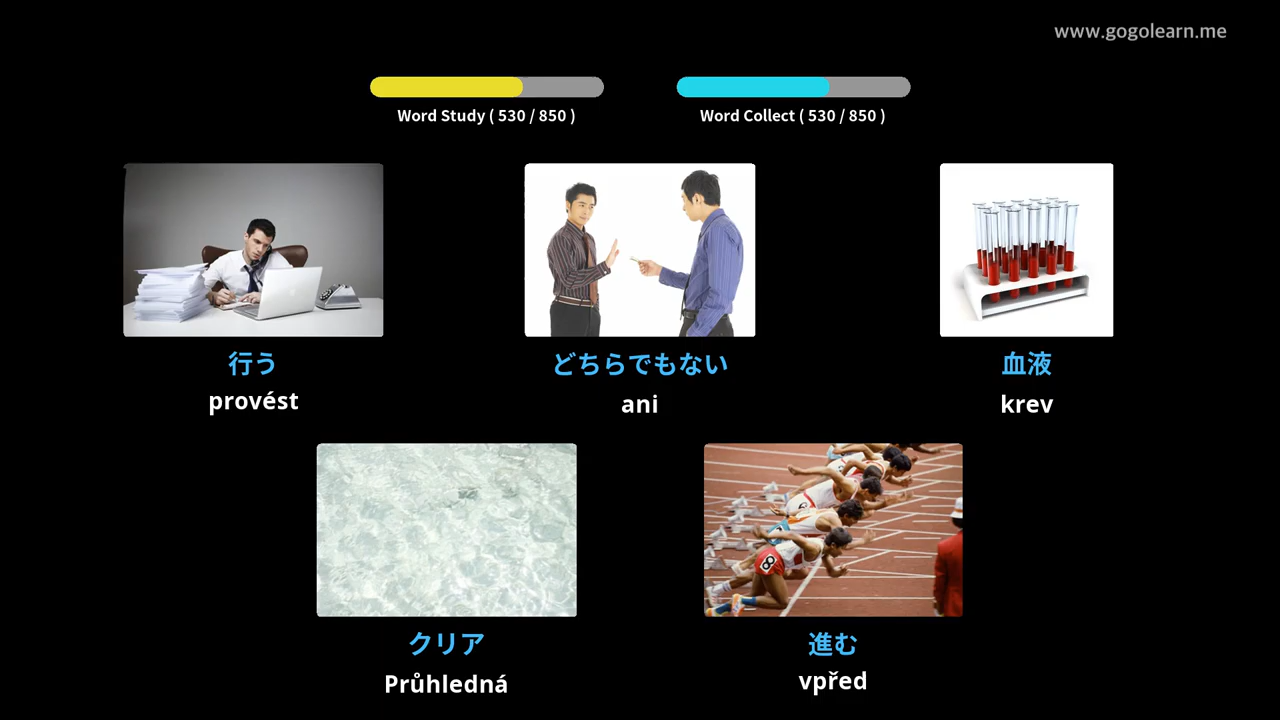 www.gogolearn.me
Word Study ( 530 / 850 )
Word Collect ( 530 / 850 )
行う
provést
どちらでもない
ani
血液
krev
クリア
Průhledná
進む
vpřed